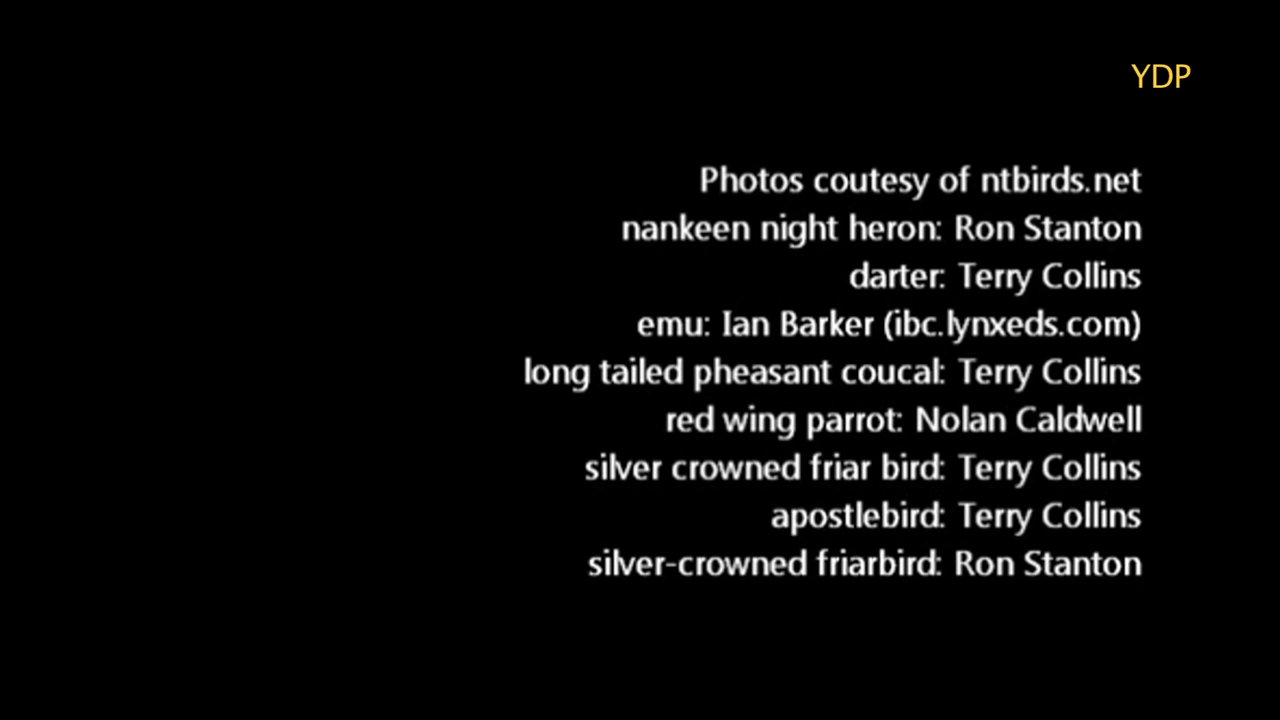 YDP
Photos coutesy of ntbirds.net
nankeen night heron: Ron Stanton
darter: Terry Collins
emu: Ian Barker (ibc.lynxeds.com)
long tailed pheasant coucal: Terry Collins
red wing parrot: Nolan Caldwell
silver crowned friar bird: Terry Collins
apostlebird: Terry Collins
silver-crowned friarbird: Ron Stanton